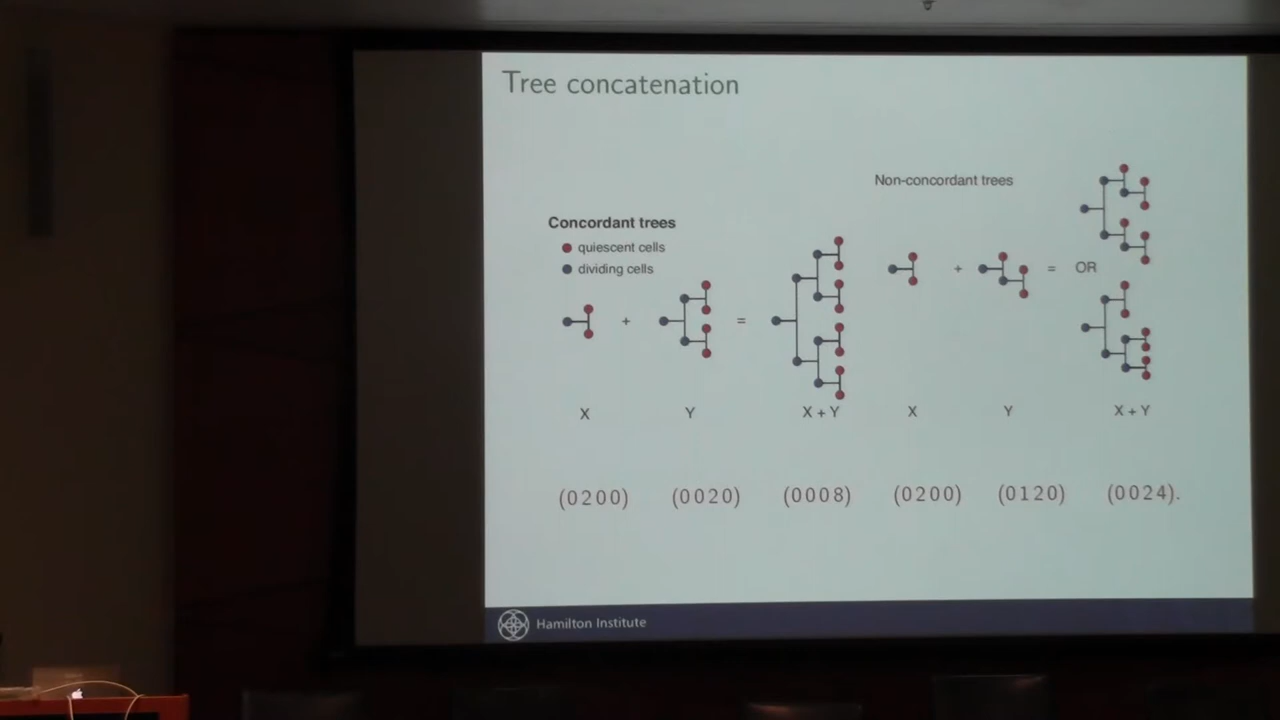 Tree concatenation
Non-concordant trees
Concordant trees
quiescent cells
dividing cells
+ =
+ = OR
X Y X + Y X Y X + Y
(0200) (0020) (0008) (0200) (0120) (0024).
Hamilton Institute